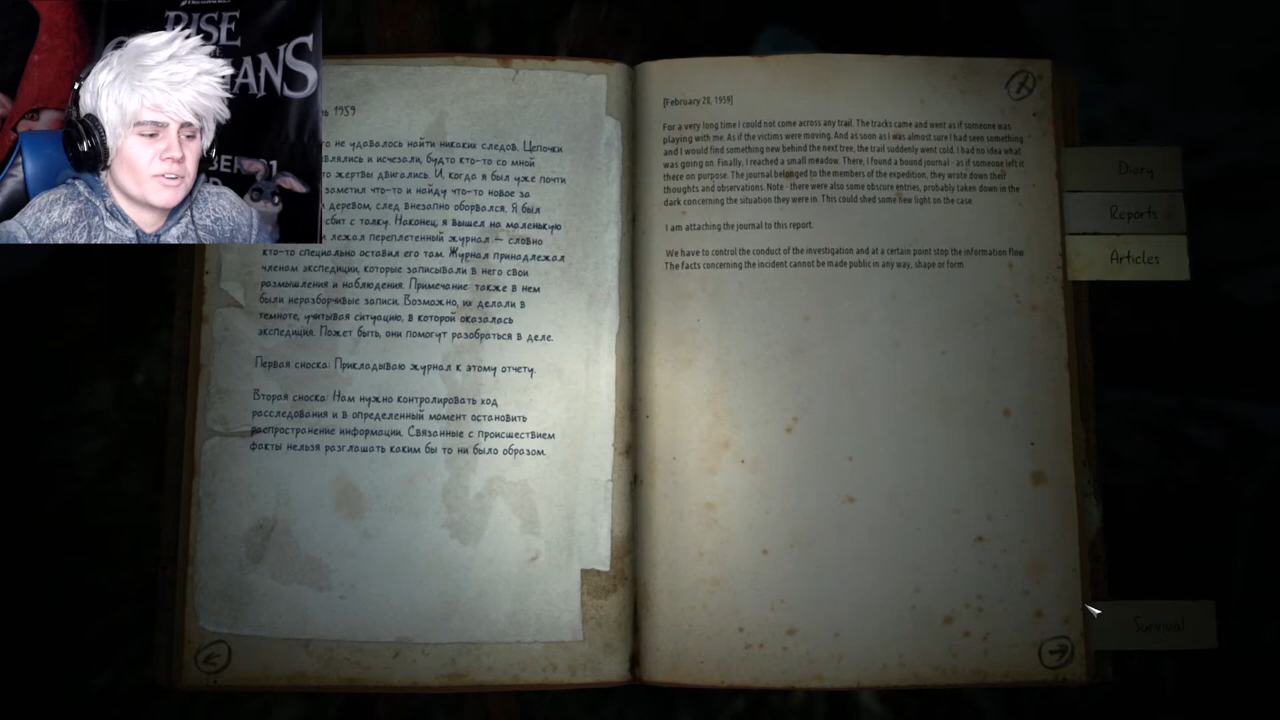 RISE
ANS
1959
не удавалось найти никаких следов. Цепочки
влялись и исчезали, будто кто-то со мной
жертвы двигались. И, когда я был уже почти
заметил что-то и найду что-то новое за
деревом, след внезапно оборвался. Я был
сбит с толку. Наконец, я вышел на маленькую
лежал переплетенный журнал — словно
кто-то специально оставил его там. Журнал принадлежал
членам экспедиции, которые записывали в него свои
размышления и наблюдения. Примечание: также в нем
были неразборчивые записи. Возможно, их делали в
темноте, учитывая ситуацию, в которой оказалась
экспедиция. Пожет быть, они помогут разобраться в деле.
Первая сноска: Прикладываю журнал к этому отчету.
Вторая сноска: Нам нужно контролировать ход
расследования и в определенный момент остановить
распространение информации. Связанные с происшествием
факты нельзя разглашать каким бы то ни было образом.
[February 28, 1959]
For a very long time I could not come across any trail. The tracks came and went as if someone was
playing with me. As if the victims were moving. And as soon as I was almost sure I had seen something
and I would find something new behind the next tree, the trail suddenly went cold. I had no idea what
was going on. Finally, I reached a small meadow. There, I found a bound journal - as if someone left it
there on purpose. The journal belonged to the members of the expedition, they wrote down their
thoughts and observations. Note - there were also some obscure entries, probably taken down in the
dark concerning the situation they were in. This could shed some new light on the case.
I am attaching the journal to this report.
We have to control the conduct of the investigation and at a certain point stop the information flow.
The facts concerning the incident cannot be made public in any way, shape or form.
Diary
Reports
Articles
Survival